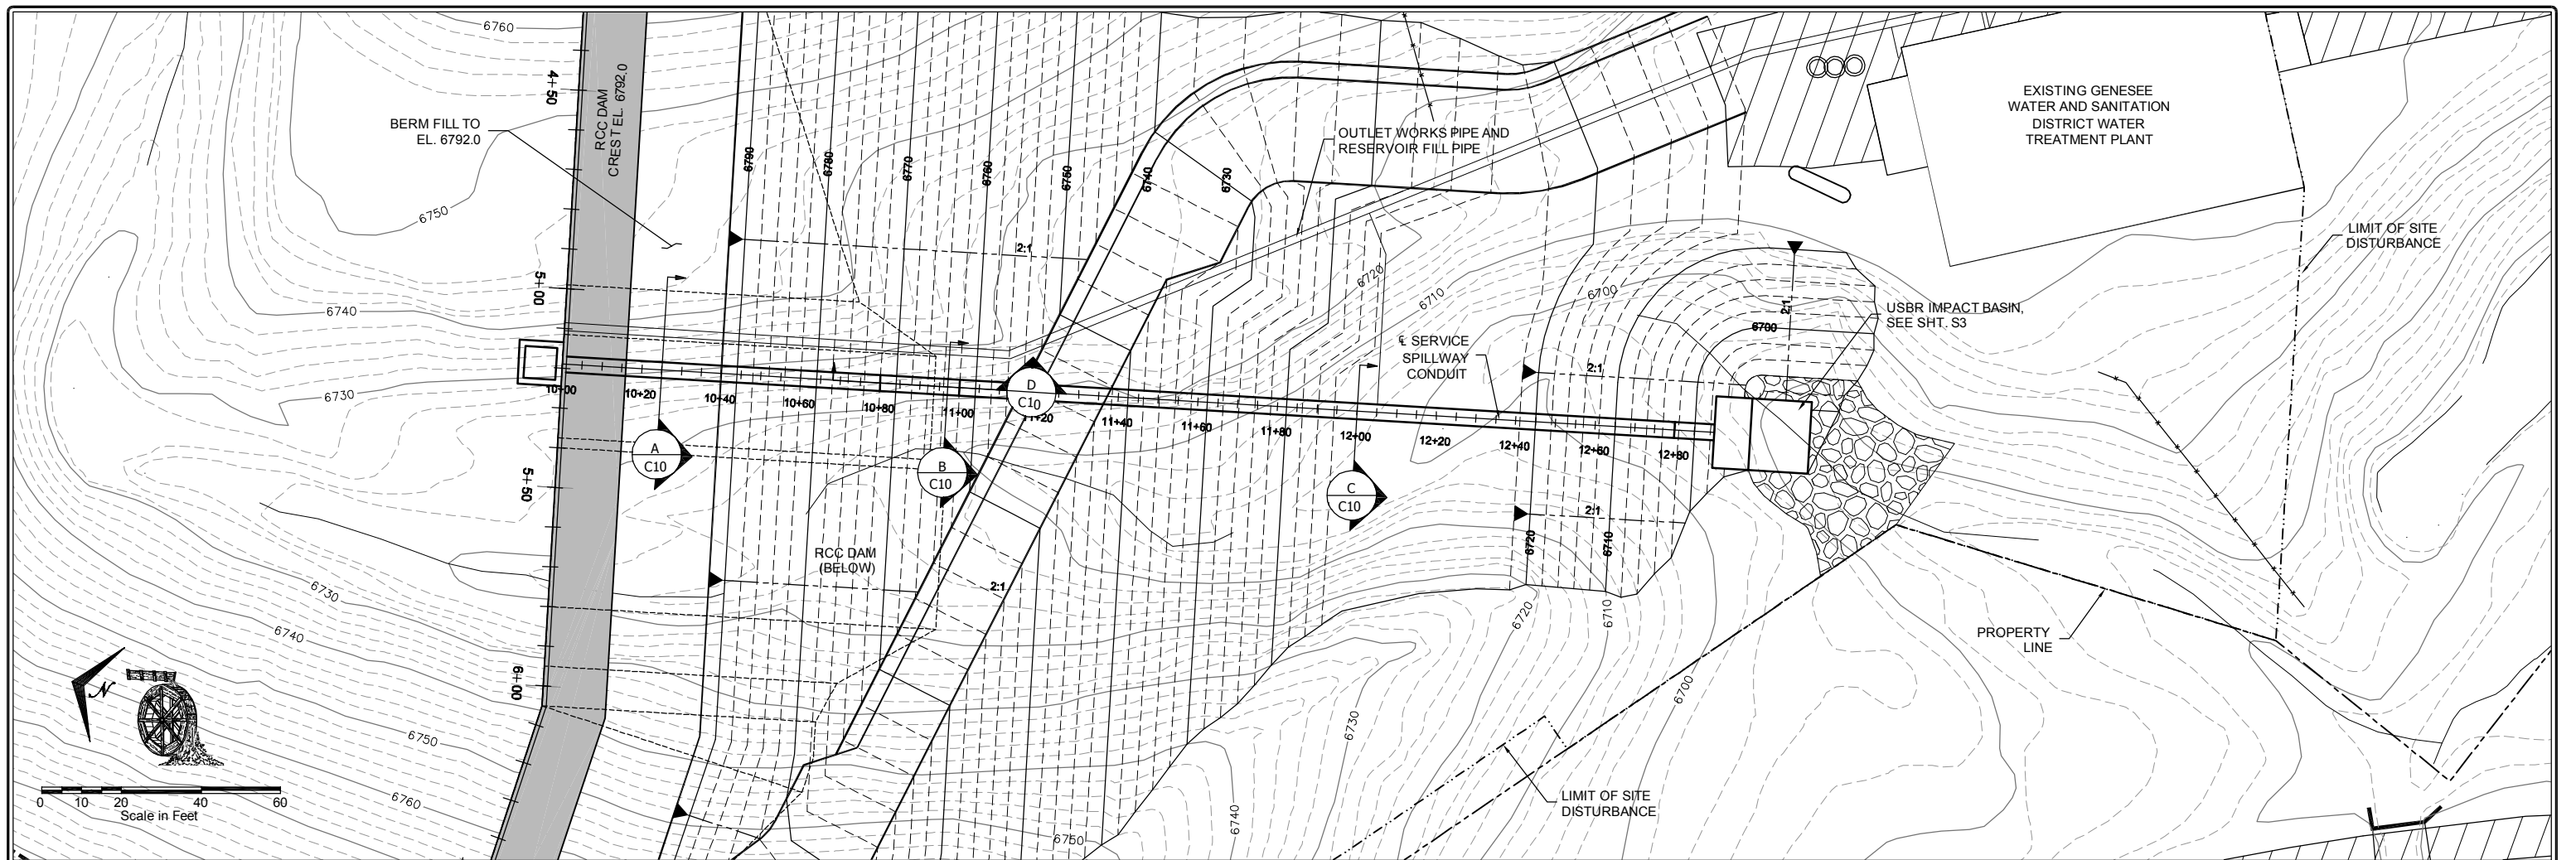 6760
4+50
RCC DAM
CREST EL. 6792.0
BERM FILL TO
EL. 6792.0
6750
6790
6780
6770
6760
6750
6740
6730
OUTLET WORKS PIPE AND
RESERVOIR FILL PIPE
EXISTING GENESEE
WATER AND SANITATION
DISTRICT WATER
TREATMENT PLANT
LIMIT OF SITE
DISTURBANCE
2:1
5+00
6740
6720
6710
6700
2:1
6700
USBR IMPACT BASIN,
SEE SHT. S3
℄ SERVICE
SPILLWAY
CONDUIT
2:1
6730
10+00
10+20
10+40
10+60
10+80
11+00
11+20
11+40
11+60
11+80
12+00
12+20
12+40
12+60
12+80
D
C10
A
C10
B
C10
C
C10
5+50
2:1
6720
6710
RCC DAM
(BELOW)
2:1
6730
6740
6720
6710
PROPERTY
LINE
6+00
6700
N
6750
6730
6760
0 10 20 40 60
Scale in Feet
6740
6750
LIMIT OF SITE
DISTURBANCE